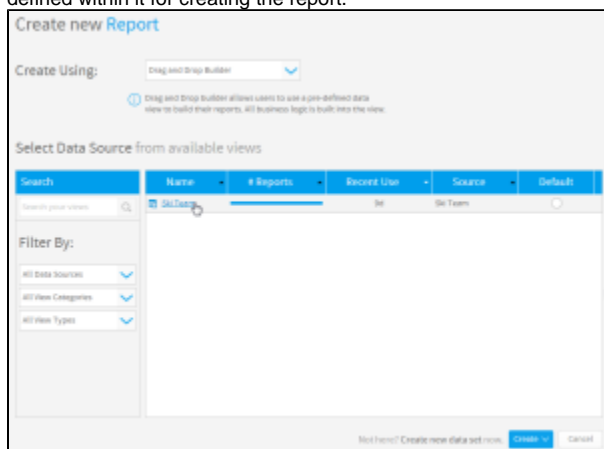 defined within it for creating the report.
Create new Report
Create Using:
Drag and Drop Builder
Drag and Drop Builder allows users to use a pre-defined data
view to build their reports. All business logic is built into the view.
Select Data Source from available views
Search
Name # Reports Recent Use Source Default
Search your views
Ski Team
Ski Team
Filter By:
All Data Sources
All View Categories
All View Types
Not here? Create new data set now.
Create
Cancel